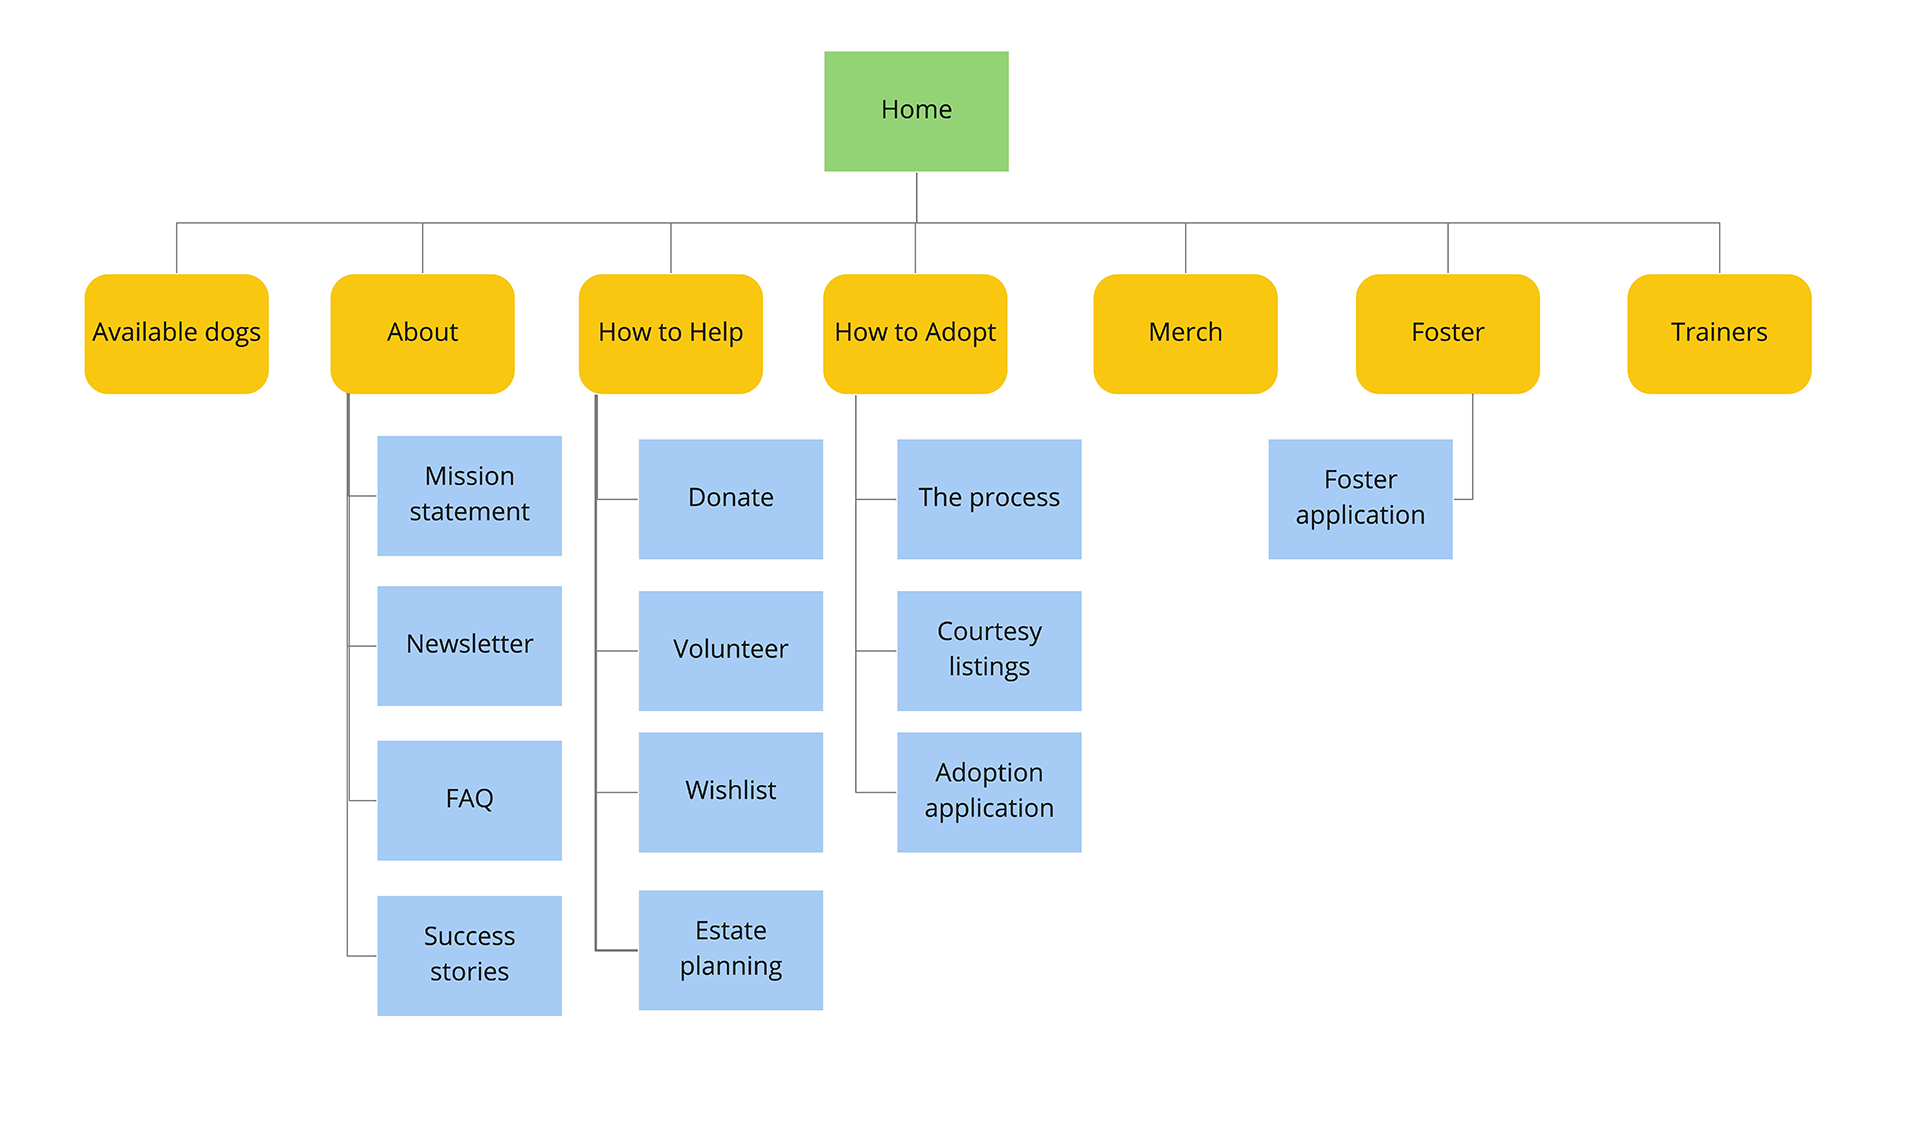 Home
Available dogs
About
How to Help
How to Adopt
Merch
Foster
Trainers
Mission
statement
Newsletter
FAQ
Success
stories
Donate
Volunteer
Wishlist
Estate
planning
The process
Courtesy
listings
Adoption
application
Foster
application